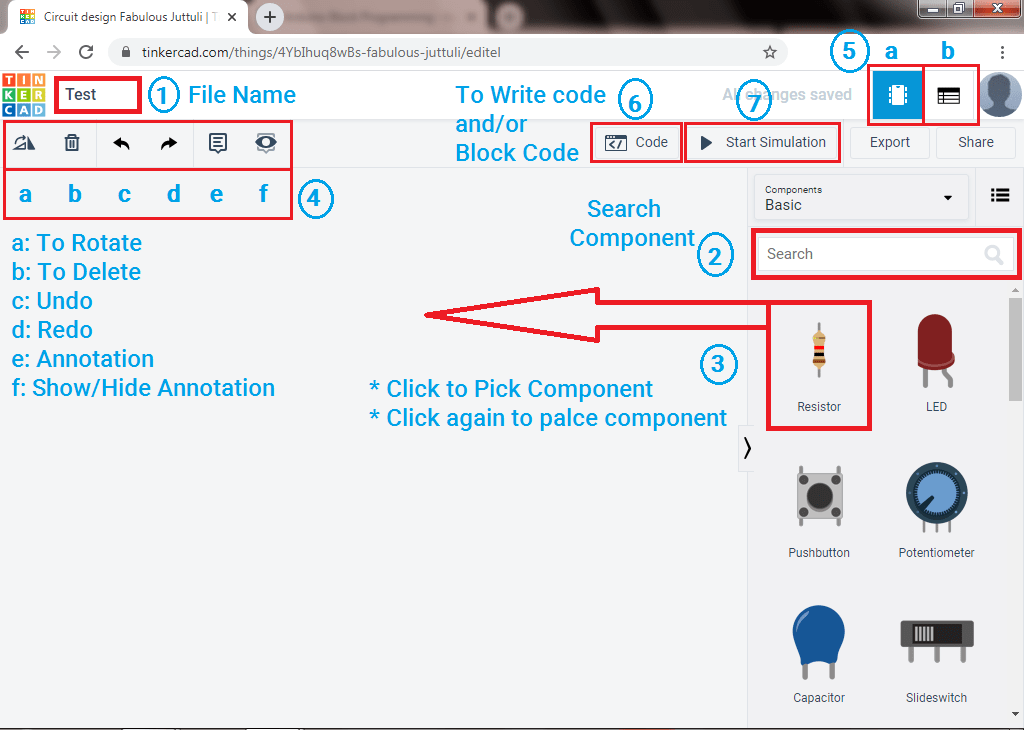 Circuit design Fabulous Juttuli | T
tinkercad.com/things/4YbIhuq8wBs-fabulous-juttuli/editel
5 a b
TIN
KER
CAD
Test
1 File Name
To Write code
and/or
Block Code
6
7
All changes saved
Code
Start Simulation
Export
Share
a b c d e f
4
a: To Rotate
b: To Delete
c: Undo
d: Redo
e: Annotation
f: Show/Hide Annotation
Search
Component
2
Components
Basic
Search
3
* Click to Pick Component
* Click again to palce component
Resistor
LED
Pushbutton
Potentiometer
Capacitor
Slideswitch